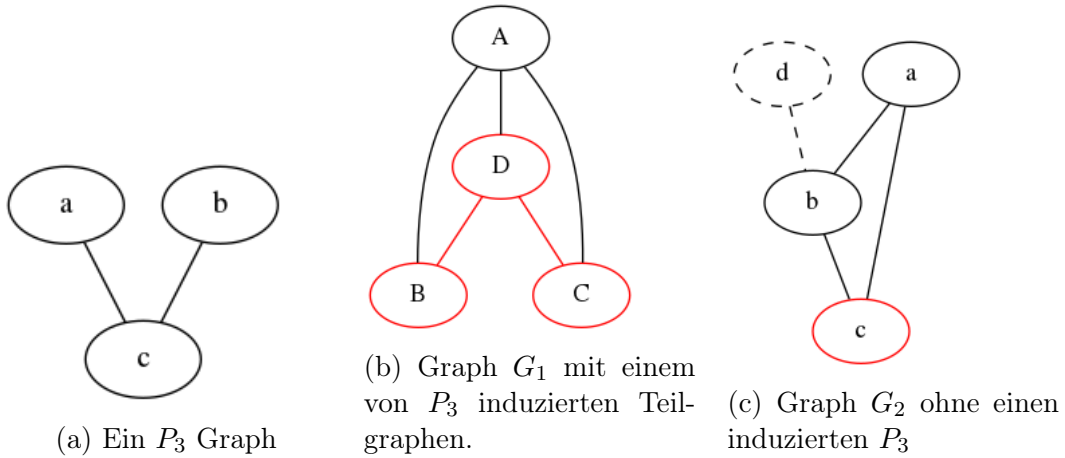 a
b
c
(a) Ein P₃ Graph
A
D
B
C
(b) Graph G₁ mit einem
von P₃ induzierten Teil-
graphen.
d
a
b
c
(c) Graph G₂ ohne einen
induzierten P₃